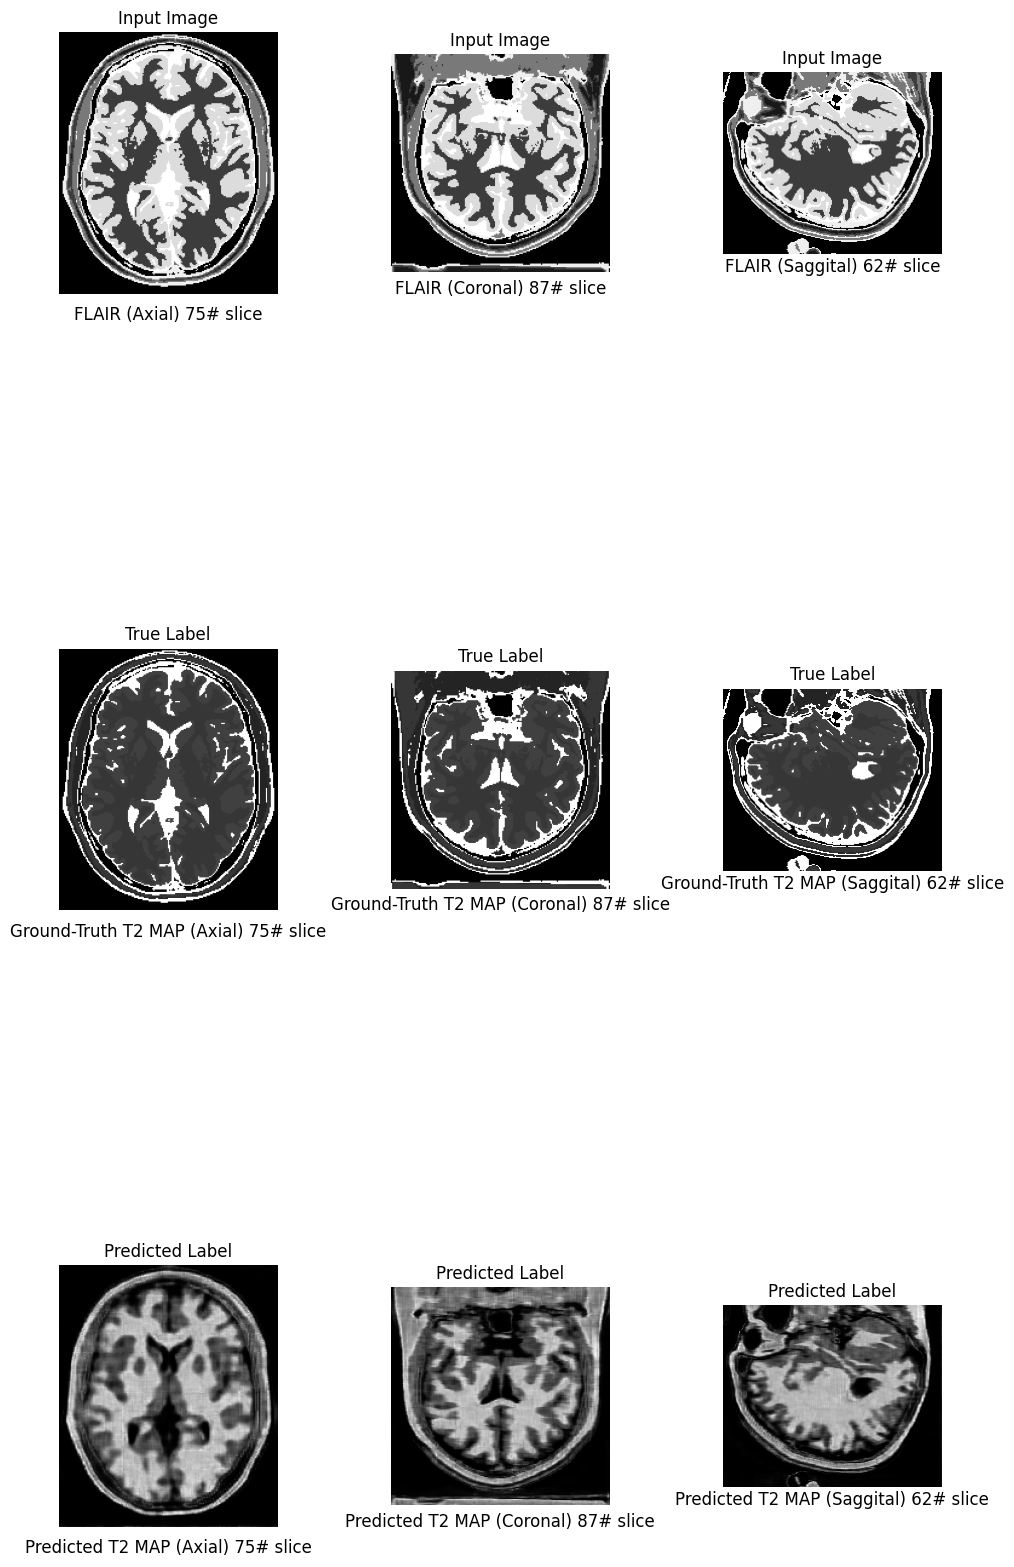 Input Image
Input Image
Input Image
FLAIR (Axial) 75# slice
FLAIR (Coronal) 87# slice
FLAIR (Saggital) 62# slice
True Label
True Label
True Label
Ground-Truth T2 MAP (Axial) 75# slice
Ground-Truth T2 MAP (Coronal) 87# slice
Ground-Truth T2 MAP (Saggital) 62# slice
Predicted Label
Predicted Label
Predicted Label
Predicted T2 MAP (Axial) 75# slice
Predicted T2 MAP (Coronal) 87# slice
Predicted T2 MAP (Saggital) 62# slice